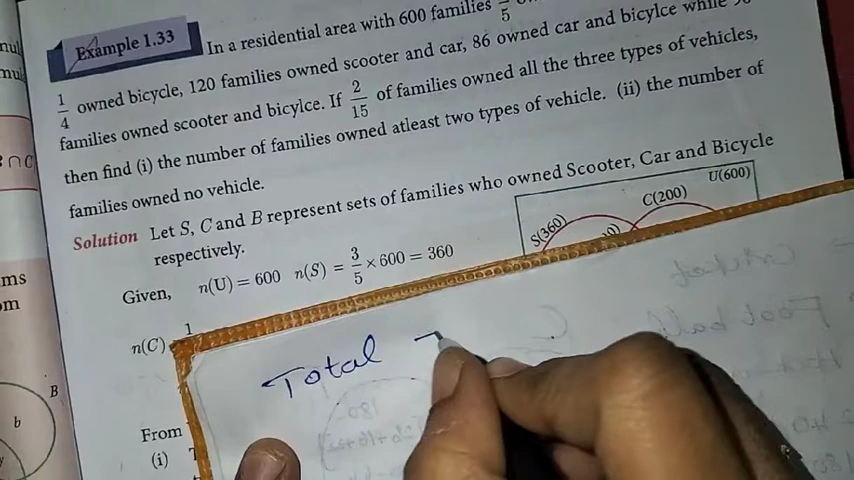 Example 1.33 In a residential area with 600 families
1/4 owned bicycle, 120 families owned scooter and car, 86 owned car and bicylce while
families owned scooter and bicylce. If 2/15 of families owned all the three types of vehicles,
then find (i) the number of families owned atleast two types of vehicle. (ii) the number of
families owned no vehicle.
Solution Let S, C and B represent sets of families who owned Scooter, Car and Bicycle
respectively.
Given, n(U) = 600 n(S) = 3/5 × 600 = 360
n(C)
From
(i)
S(360)
C(200)
U(600)
Total
B
b